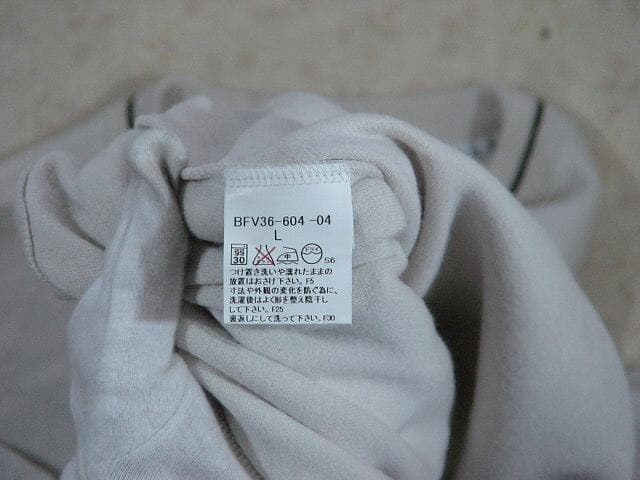 BFV36-604 -04
L
30
S6
つけ置き洗いや濡れたままの
放置はおさけ下さい。F5
寸法や外観の変化を防ぐ為に、
洗濯後はよく形を整え陰干し
して下さい。F25
裏返しにして洗って下さい。F30